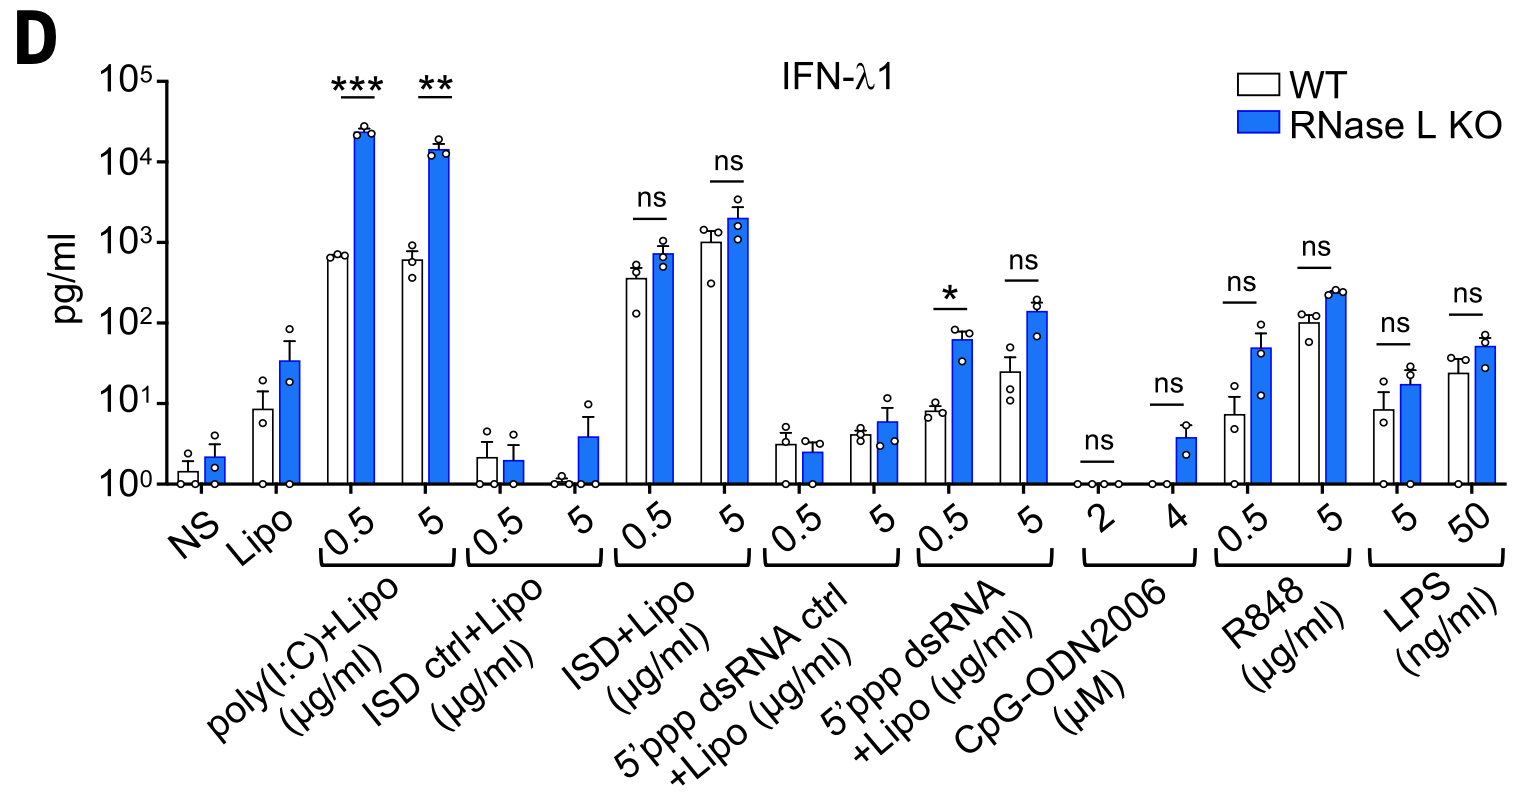 D
IFN-λ1
WT
RNase L KO
pg/ml
10⁵
10⁴
10³
10²
10¹
10⁰
***
**
ns
ns
*
ns
ns
ns
ns
ns
ns
ns
NS
Lipo
0.5
5
0.5
5
0.5
5
0.5
5
0.5
5
2
4
0.5
5
5
50
poly(I:C)+Lipo
(μg/ml)
ISD ctrl+Lipo
(μg/ml)
ISD+Lipo
(μg/ml)
5'ppp dsRNA ctrl
+Lipo (μg/ml)
5'ppp dsRNA
+Lipo (μg/ml)
CpG-ODN2006
(μM)
R848
(μg/ml)
LPS
(ng/ml)